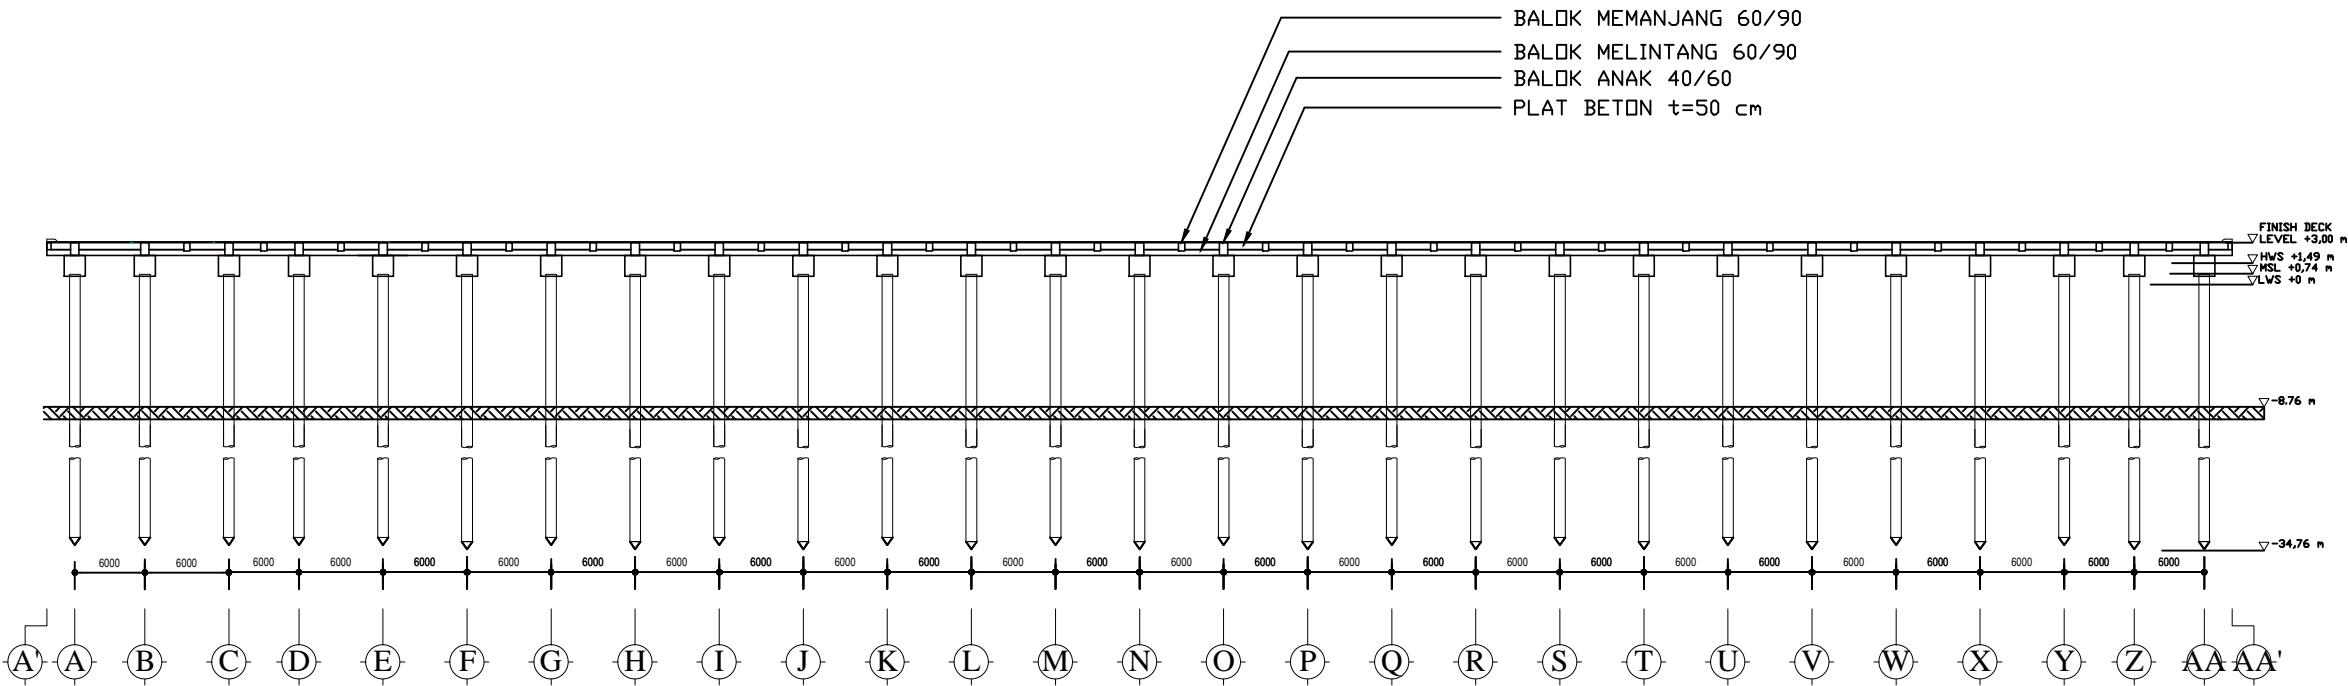 BALOK MEMANJANG 60/90
BALOK MELINTANG 60/90
BALOK ANAK 40/60
PLAT BETON t=50 cm
FINISH DECK
LEVEL +3,00 m
HWS +1,49 m
MSL +0,74 m
LWS +0 m
-8.76 m
-34,76 m
6000 6000 6000 6000 6000 6000 6000 6000 6000 6000 6000 6000 6000 6000 6000 6000 6000 6000 6000 6000 6000 6000 6000 6000 6000 6000
A' A B C D E F G H I J K L M N O P Q R S T U V W X Y Z AA AA'